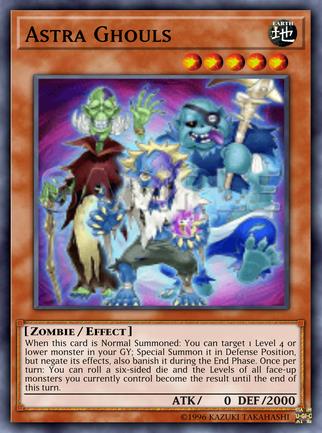 ASTRA GHOULS
EARTH
地
[ZOMBIE / EFFECT]
When this card is Normal Summoned: You can target 1 Level 4 or
lower monster in your GY; Special Summon it in Defense Position,
but negate its effects, also banish it during the End Phase. Once per
turn: You can roll a six-sided die and the Levels of all face-up
monsters you currently control become the result until the end of
this turn.
ATK/ 0 DEF/2000
©1996 KAZUKI TAKAHASHI